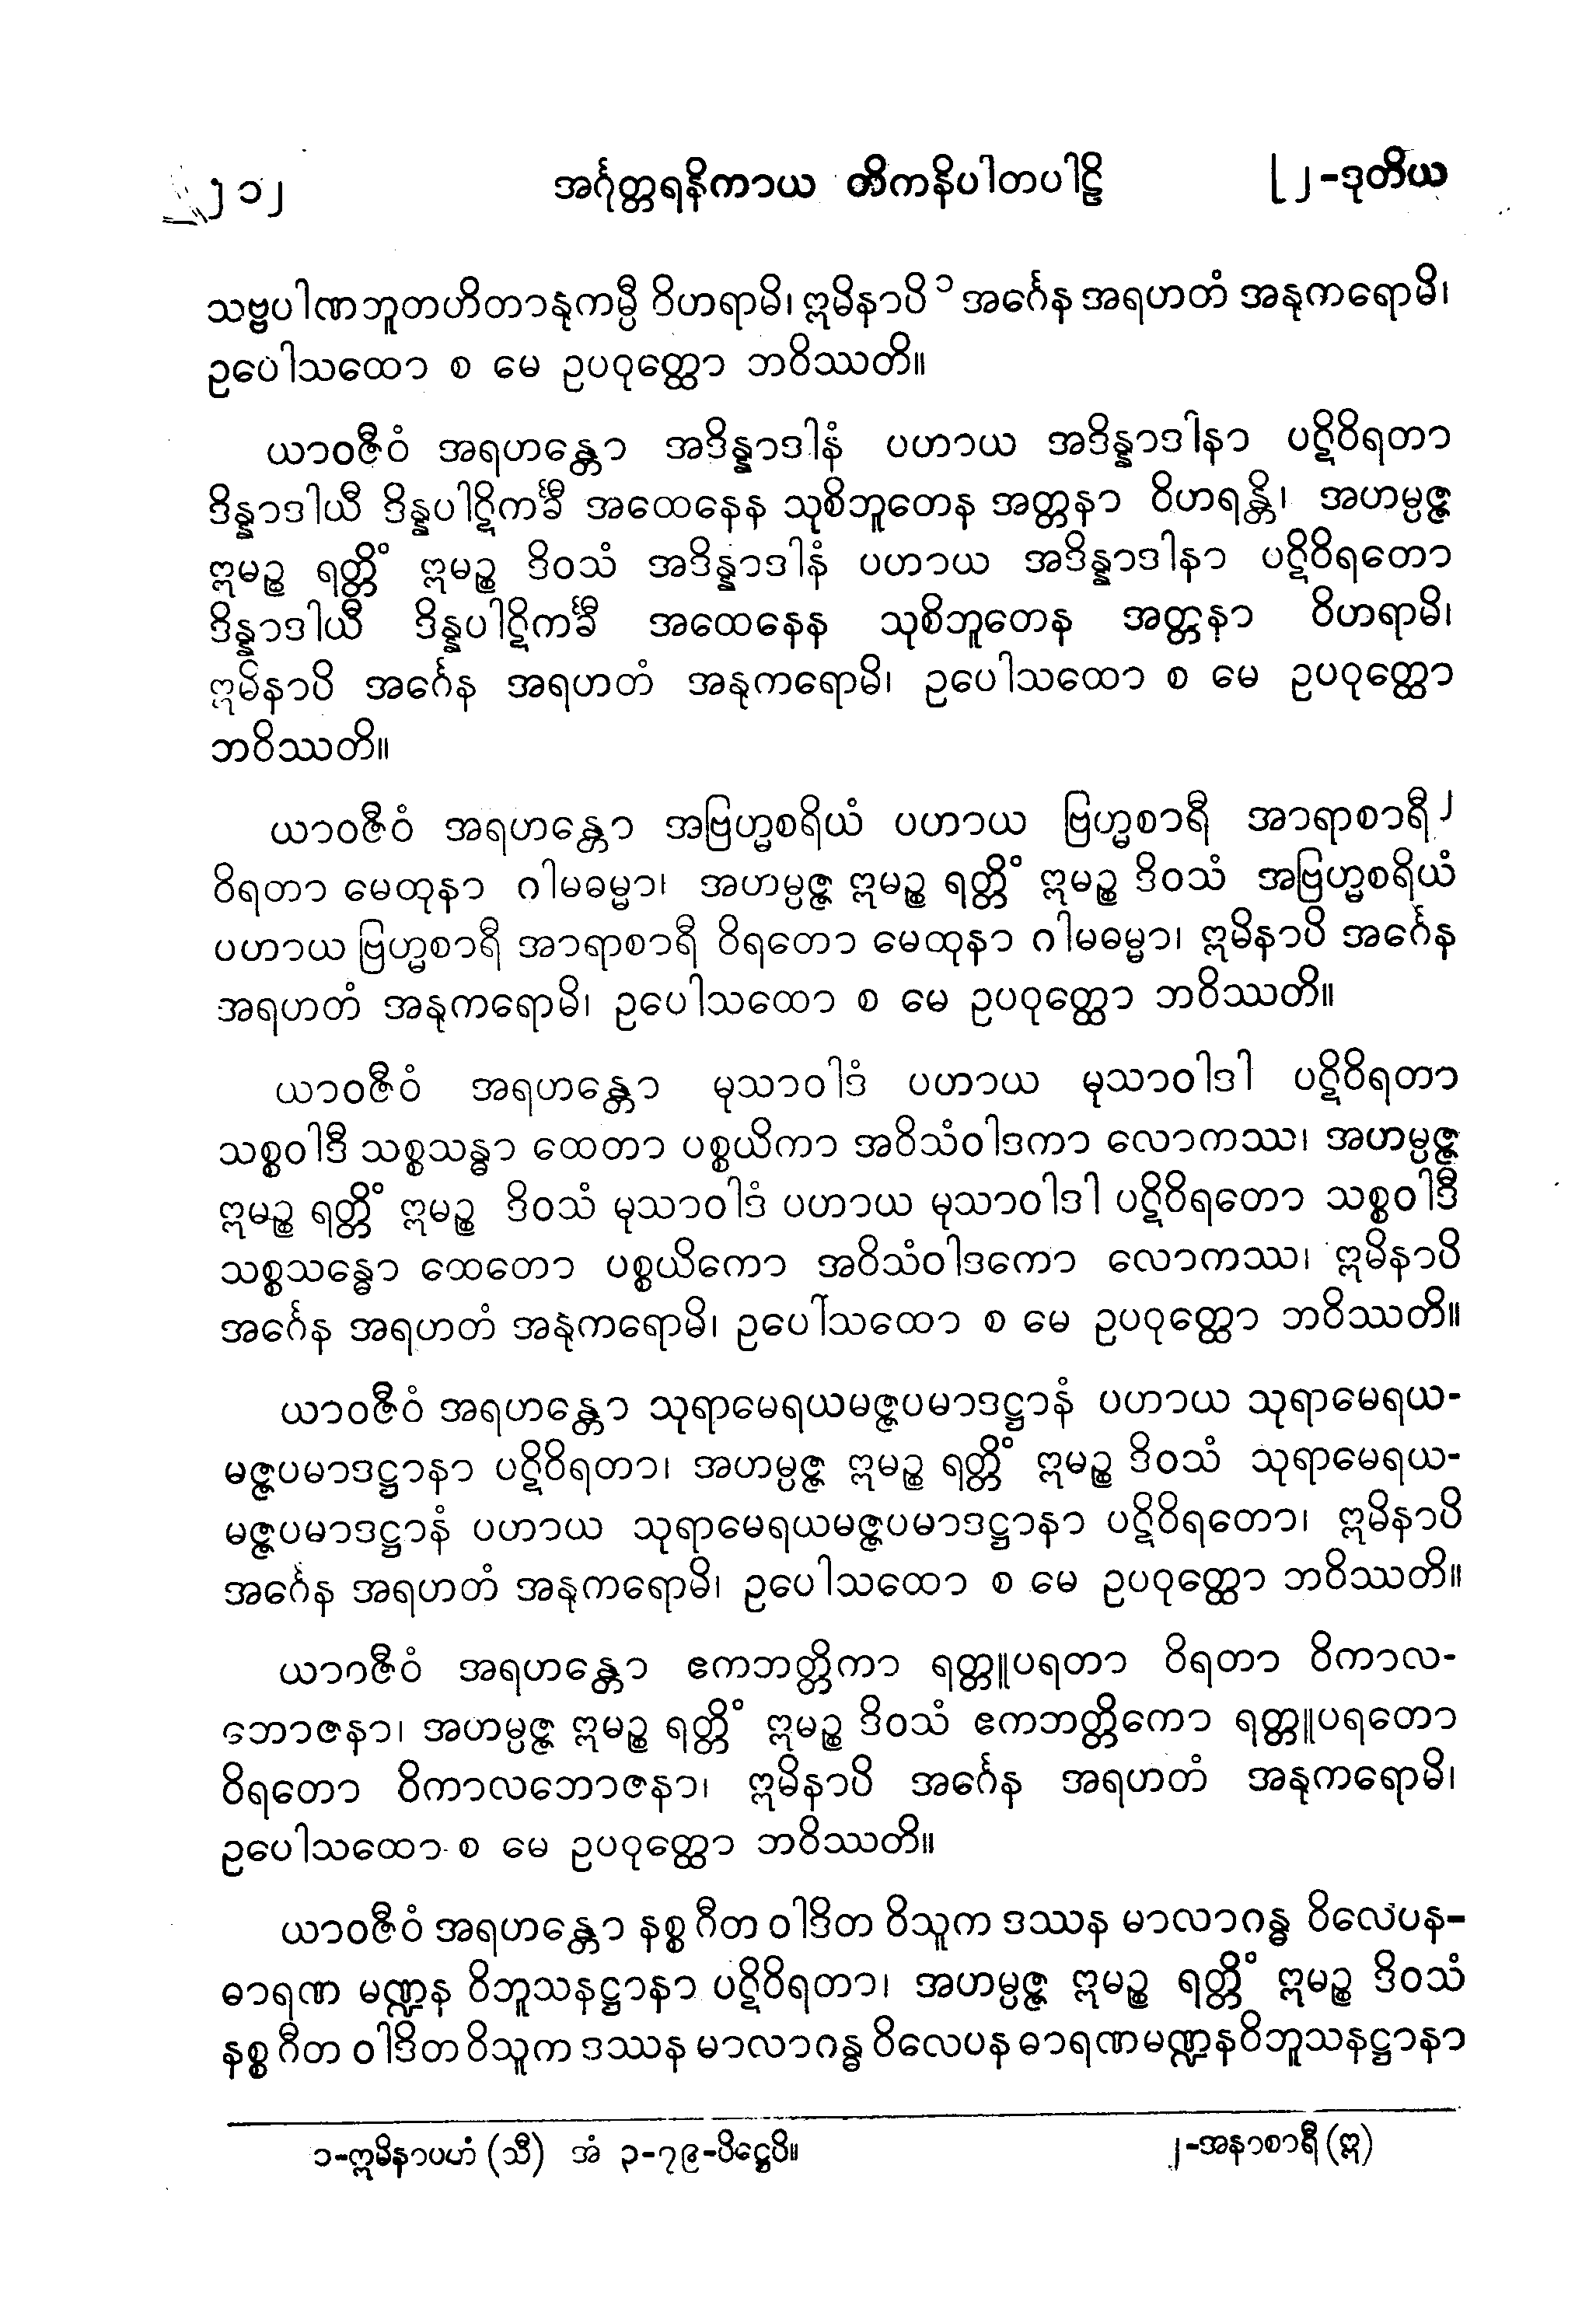 ၂၁၂ အင်္ဂုတ္တရနိကာယ တိကနိပါတပါဠိ [၂-ဒုတိယ
သဗ္ဗပါဏဘူတဟိတာနုကမ္ပီ ဝိဟရာမိ၊ ဣမိနာပိ ၁ အင်္ဂေန အရဟတံ အနုကရောမိ၊
ဥပေါသထော စ မေ ဥပဝုတ္ထော ဘဝိဿတိ။
ယာဝဇီဝံ အရဟန္တော အဒိန္နာဒါနံ ပဟာယ အဒိန္နာဒါနာ ပဋိဝိရတာ
ဒိန္နာဒါယီ ဒိန္နပါဋိကင်္ခီ အထေနေန သုစိဘူတေန အတ္တနာ ဝိဟရန္တိ၊ အဟမ္ပဇ္ဇ
ဣမဉ္စ ရတ္တိံ ဣမဉ္စ ဒိဝသံ အဒိန္နာဒါနံ ပဟာယ အဒိန္နာဒါနာ ပဋိဝိရတော
ဒိန္နာဒါယီ ဒိန္နပါဋိကင်္ခီ အထေနေန သုစိဘူတေန အတ္တနာ ဝိဟရာမိ၊
ဣမိနာပိ အင်္ဂေန အရဟတံ အနုကရောမိ၊ ဥပေါသထော စ မေ ဥပဝုတ္ထော
ဘဝိဿတိ။
ယာဝဇီဝံ အရဟန္တော အဗြဟ္မစရိယံ ပဟာယ ဗြဟ္မစာရီ အာရာစာရီ ၂
ဝိရတာ မေထုနာ ဂါမဓမ္မာ၊ အဟမ္ပဇ္ဇ ဣမဉ္စ ရတ္တိံ ဣမဉ္စ ဒိဝသံ အဗြဟ္မစရိယံ
ပဟာယ ဗြဟ္မစာရီ အာရာစာရီ ဝိရတော မေထုနာ ဂါမဓမ္မာ၊ ဣမိနာပိ အင်္ဂေန
အရဟတံ အနုကရောမိ၊ ဥပေါသထော စ မေ ဥပဝုတ္ထော ဘဝိဿတိ။
ယာဝဇီဝံ အရဟန္တော မုသာဝါဒံ ပဟာယ မုသာဝါဒါ ပဋိဝိရတာ
သစ္စဝါဒီ သစ္စသန္ဓာ ထေတာ ပစ္စယိကာ အဝိသံဝါဒကာ လောကဿ၊ အဟမ္ပဇ္ဇ
ဣမဉ္စ ရတ္တိံ ဣမဉ္စ ဒိဝသံ မုသာဝါဒံ ပဟာယ မုသာဝါဒါ ပဋိဝိရတော သစ္စဝါဒီ
သစ္စသန္ဓော ထေတော ပစ္စယိကော အဝိသံဝါဒကော လောကဿ၊ ဣမိနာပိ
အင်္ဂေန အရဟတံ အနုကရောမိ၊ ဥပေါသထော စ မေ ဥပဝုတ္ထော ဘဝိဿတိ။
ယာဝဇီဝံ အရဟန္တော သုရာမေရယမဇ္ဇပမာဒဋ္ဌာနံ ပဟာယ သုရာမေရယ-
မဇ္ဇပမာဒဋ္ဌာနာ ပဋိဝိရတာ၊ အဟမ္ပဇ္ဇ ဣမဉ္စ ရတ္တိံ ဣမဉ္စ ဒိဝသံ သုရာမေရယ-
မဇ္ဇပမာဒဋ္ဌာနံ ပဟာယ သုရာမေရယမဇ္ဇပမာဒဋ္ဌာနာ ပဋိဝိရတော၊ ဣမိနာပိ
အင်္ဂေန အရဟတံ အနုကရောမိ၊ ဥပေါသထော စ မေ ဥပဝုတ္ထော ဘဝိဿတိ။
ယာဝဇီဝံ အရဟန္တော ဧကဘတ္တိကာ ရတ္တူပရတာ ဝိရတာ ဝိကာလ-
ဘောဇနာ၊ အဟမ္ပဇ္ဇ ဣမဉ္စ ရတ္တိံ ဣမဉ္စ ဒိဝသံ ဧကဘတ္တိကော ရတ္တူပရတော
ဝိရတော ဝိကာလဘောဇနာ၊ ဣမိနာပိ အင်္ဂေန အရဟတံ အနုကရောမိ၊
ဥပေါသထော စ မေ ဥပဝုတ္ထော ဘဝိဿတိ။
ယာဝဇီဝံ အရဟန္တော နစ္စ ဂီတ ဝါဒိတ ဝိသူက ဒဿန မာလာဂန္ဓ ဝိလေပန-
ဓာရဏ မဏ္ဍန ဝိဘူသနဋ္ဌာနာ ပဋိဝိရတာ၊ အဟမ္ပဇ္ဇ ဣမဉ္စ ရတ္တိံ ဣမဉ္စ ဒိဝသံ
နစ္စ ဂီတ ဝါဒိတ ဝိသူက ဒဿန မာလာဂန္ဓ ဝိလေပန ဓာရဏမဏ္ဍနဝိဘူသနဋ္ဌာနာ
၁-ဣမိနာပဟံ (သီ) အံ ၃-၇၉-ပိဋ္ဌေပိ။ ၂-အနာစာရီ (ဣ)